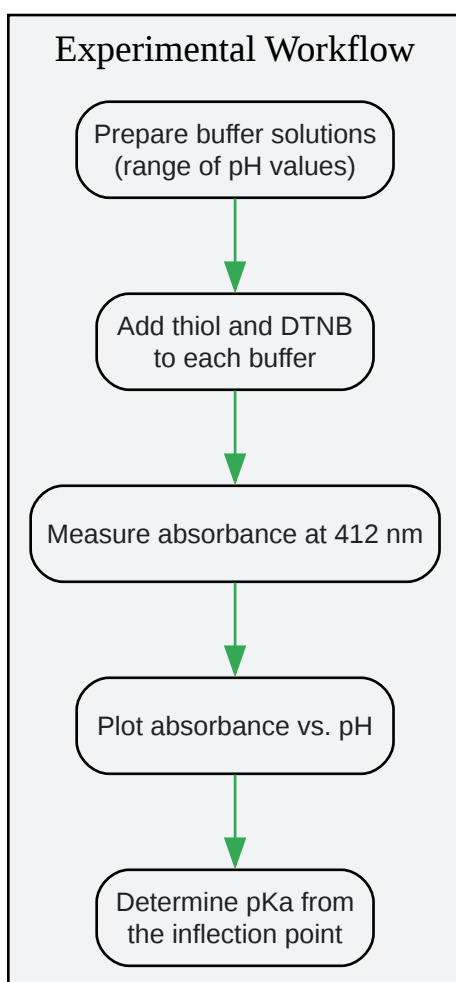 Experimental Workflow
Prepare buffer solutions
(range of pH values)
Add thiol and DTNB
to each buffer
Measure absorbance at 412 nm
Plot absorbance vs. pH
Determine pKa from
the inflection point